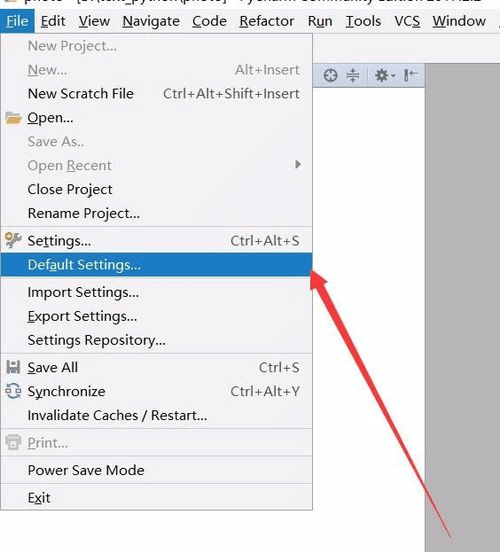 File Edit View Navigate Code Refactor Run Tools VCS Window
New Project...
New... Alt+Insert
New Scratch File Ctrl+Alt+Shift+Insert
Open...
Save As..
Open Recent
Close Project
Rename Project...
Settings... Ctrl+Alt+S
Default Settings...
Import Settings...
Export Settings...
Settings Repository...
Save All Ctrl+S
Synchronize Ctrl+Alt+Y
Invalidate Caches / Restart...
Print...
Power Save Mode
Exit